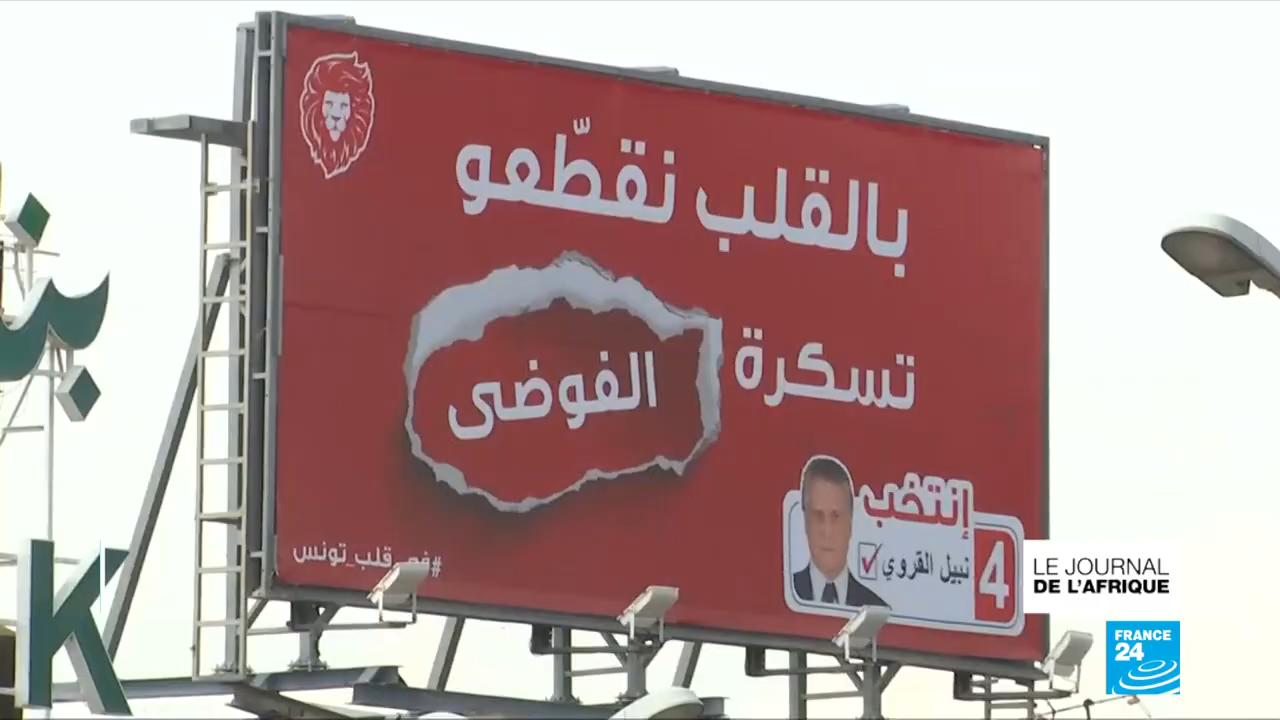 بالقلب نقطّعو
تسكرة الفوضى
إنتخب
نبيل القروي
4
#في_قلب_تونس
K
LE JOURNAL
DE L'AFRIQUE
FRANCE
24